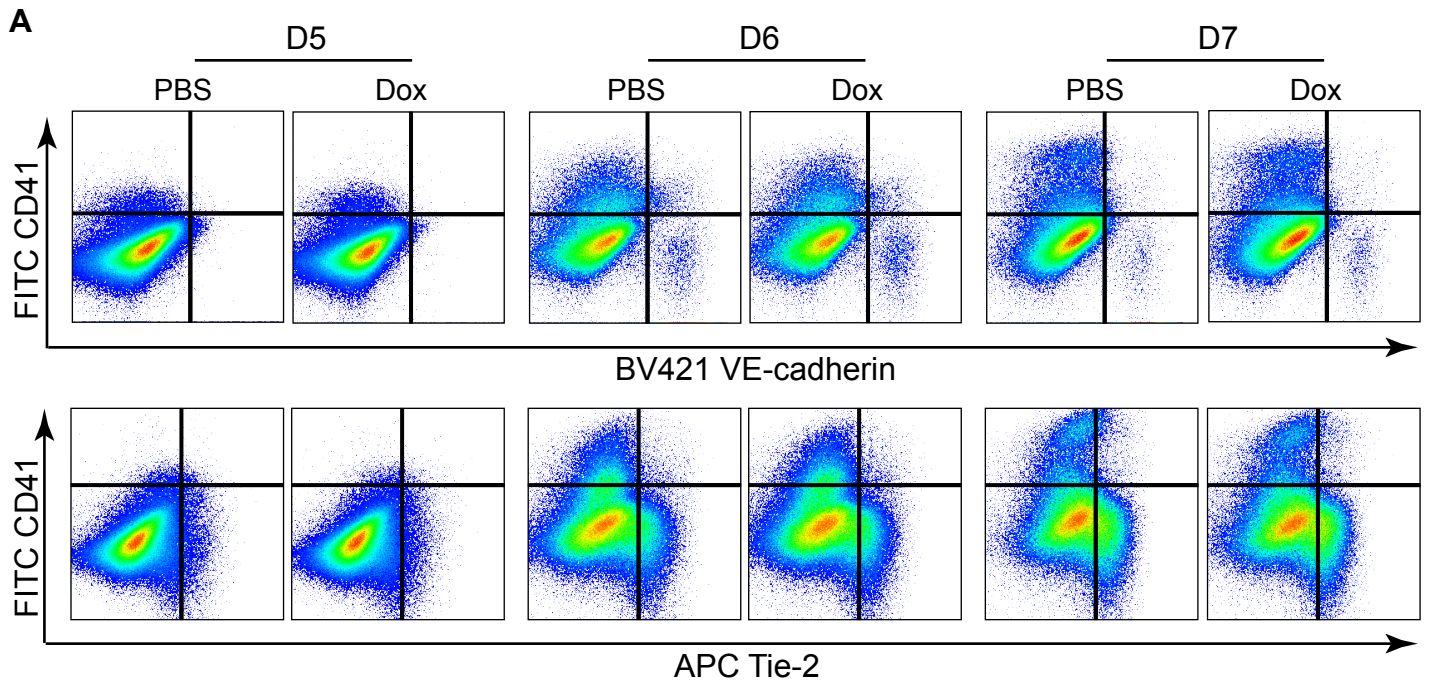 A
D5 D6 D7
PBS Dox PBS Dox PBS Dox
FITC CD41
BV421 VE-cadherin
FITC CD41
APC Tie-2